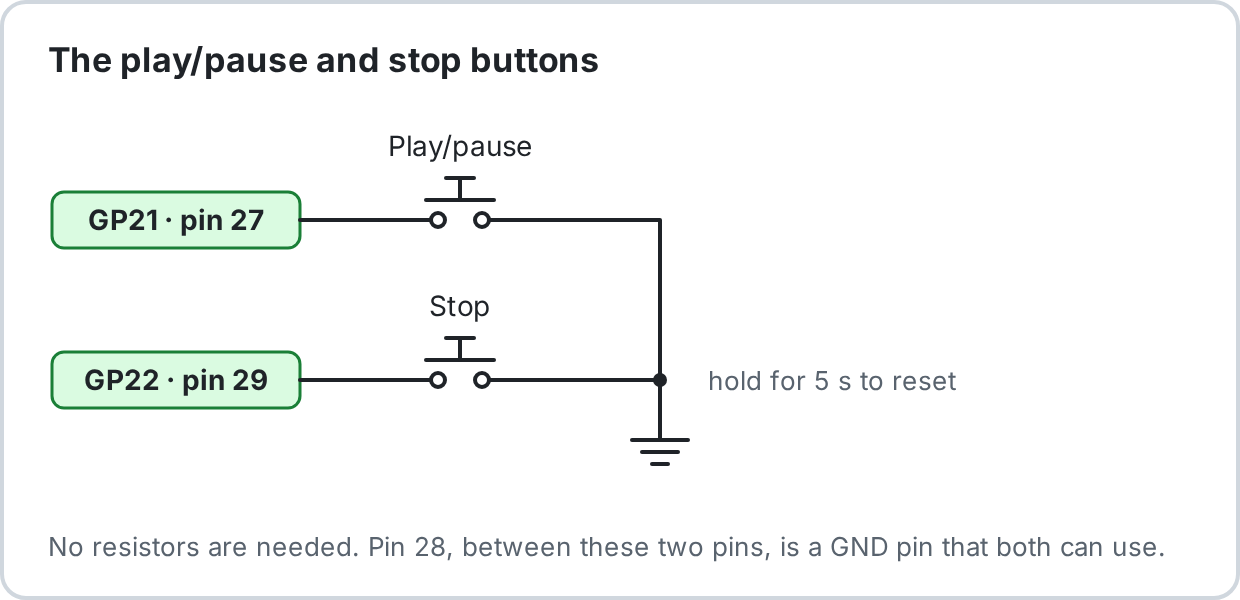 The play/pause and stop buttons
Play/pause
GP21 · pin 27
Stop
GP22 · pin 29
hold for 5 s to reset
No resistors are needed. Pin 28, between these two pins, is a GND pin that both can use.